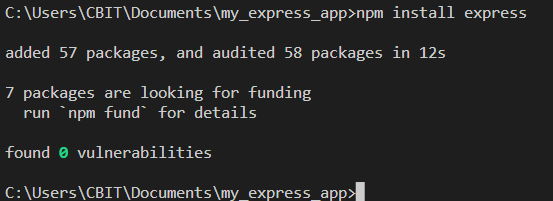 C:\Users\CBIT\Documents\my_express_app>npm install express
added 57 packages, and audited 58 packages in 12s
7 packages are looking for funding
  run `npm fund` for details
found 0 vulnerabilities
C:\Users\CBIT\Documents\my_express_app>